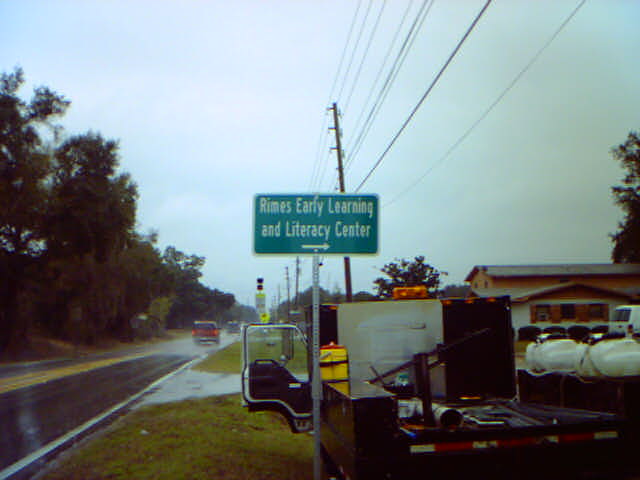 Rimes Early Learning
and Literacy Center